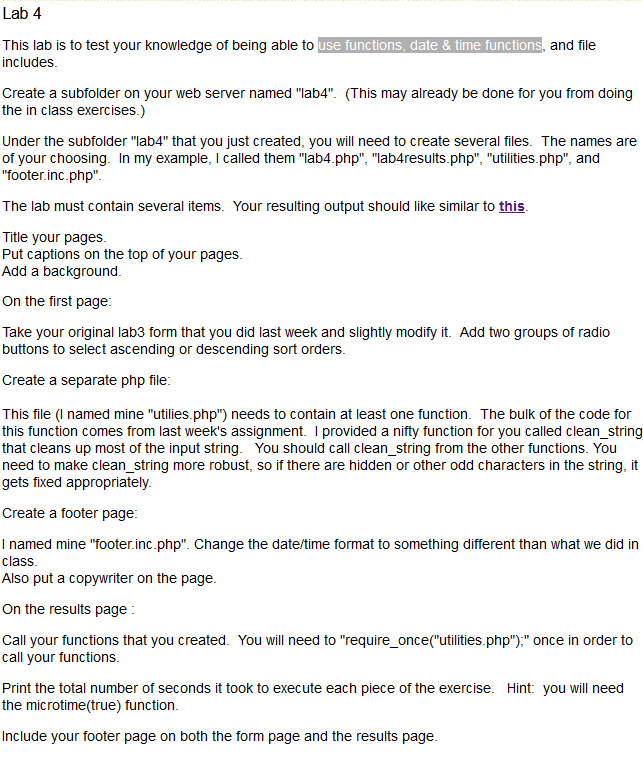 Lab 4
This lab is to test your knowledge of being able to use functions, date & time functions, and file
includes.
Create a subfolder on your web server named "lab4".  (This may already be done for you from doing
the in class exercises.)
Under the subfolder "lab4" that you just created, you will need to create several files.  The names are
of your choosing.  In my example, I called them "lab4.php", "lab4results.php", "utilities.php", and
"footer.inc.php".
The lab must contain several items.  Your resulting output should like similar to this.
Title your pages.
Put captions on the top of your pages.
Add a background.
On the first page:
Take your original lab3 form that you did last week and slightly modify it.  Add two groups of radio
buttons to select ascending or descending sort orders.
Create a separate php file:
This file (I named mine "utilies.php") needs to contain at least one function.  The bulk of the code for
this function comes from last week's assignment.  I provided a nifty function for you called clean_string
that cleans up most of the input string.   You should call clean_string from the other functions. You
need to make clean_string more robust, so if there are hidden or other odd characters in the string, it
gets fixed appropriately.
Create a footer page:
I named mine "footer.inc.php". Change the date/time format to something different than what we did in
class.
Also put a copywriter on the page.
On the results page :
Call your functions that you created.  You will need to "require_once("utilities.php");" once in order to
call your functions.
Print the total number of seconds it took to execute each piece of the exercise.   Hint:  you will need
the microtime(true) function.
Include your footer page on both the form page and the results page.